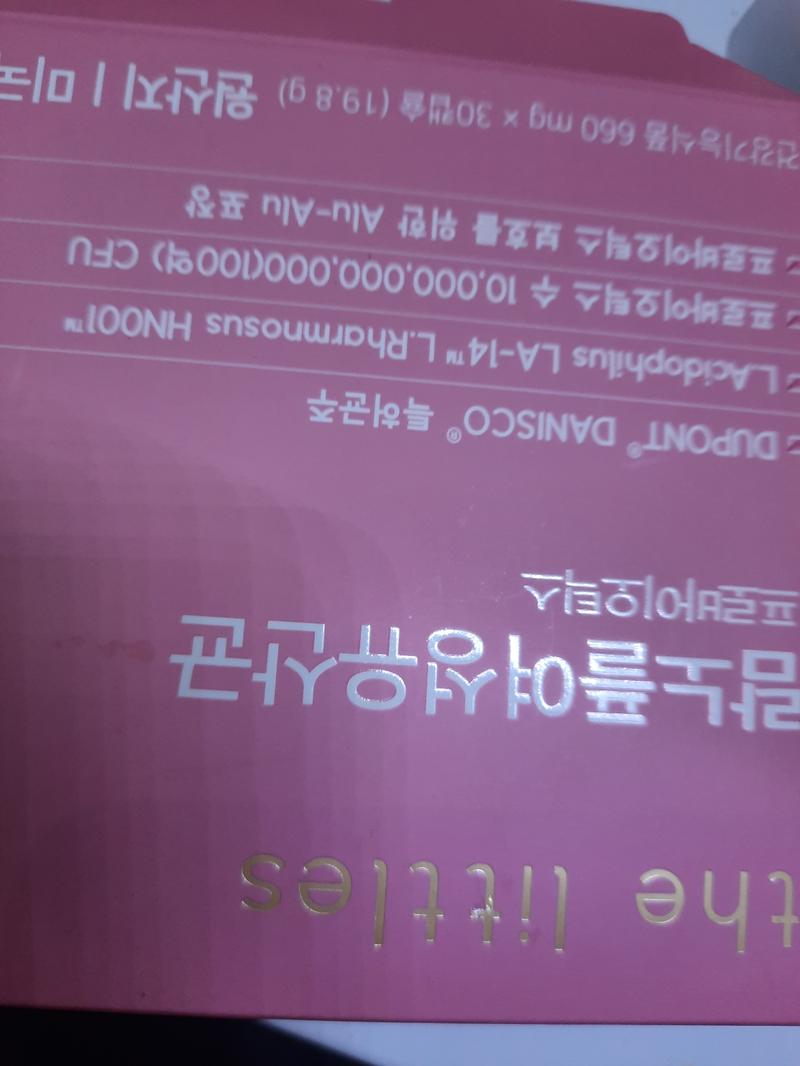 the littles
람노플여성유산균
프로바이오틱스
DUPONT® DANISCO® 특허균주
L.Acidophilus LA-14™ L.Rharmnosus HN001™
프로바이오틱스 수 10,000,000,000(100억) CFU
프로바이오틱스 보호를 위한 Alu-Alu 포장
건강기능식품 660 mg × 30캡슐 (19.8 g) 원산지 | 미국